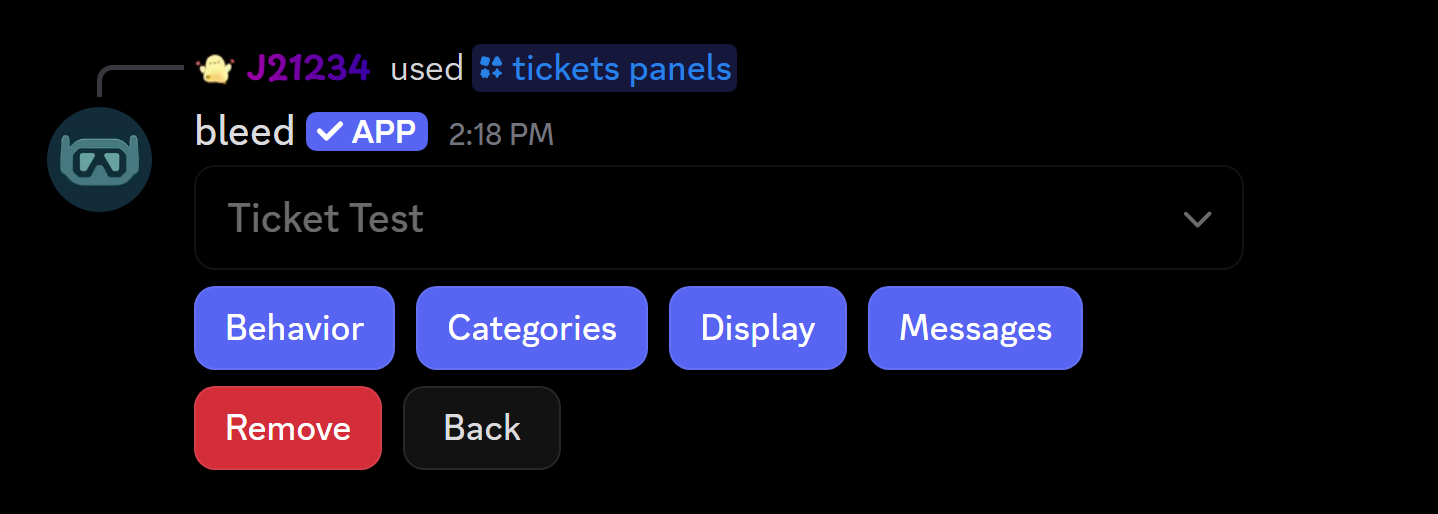 J21234 used tickets panels
bleed APP 2:18 PM
Ticket Test
Behavior Categories Display Messages
Remove Back